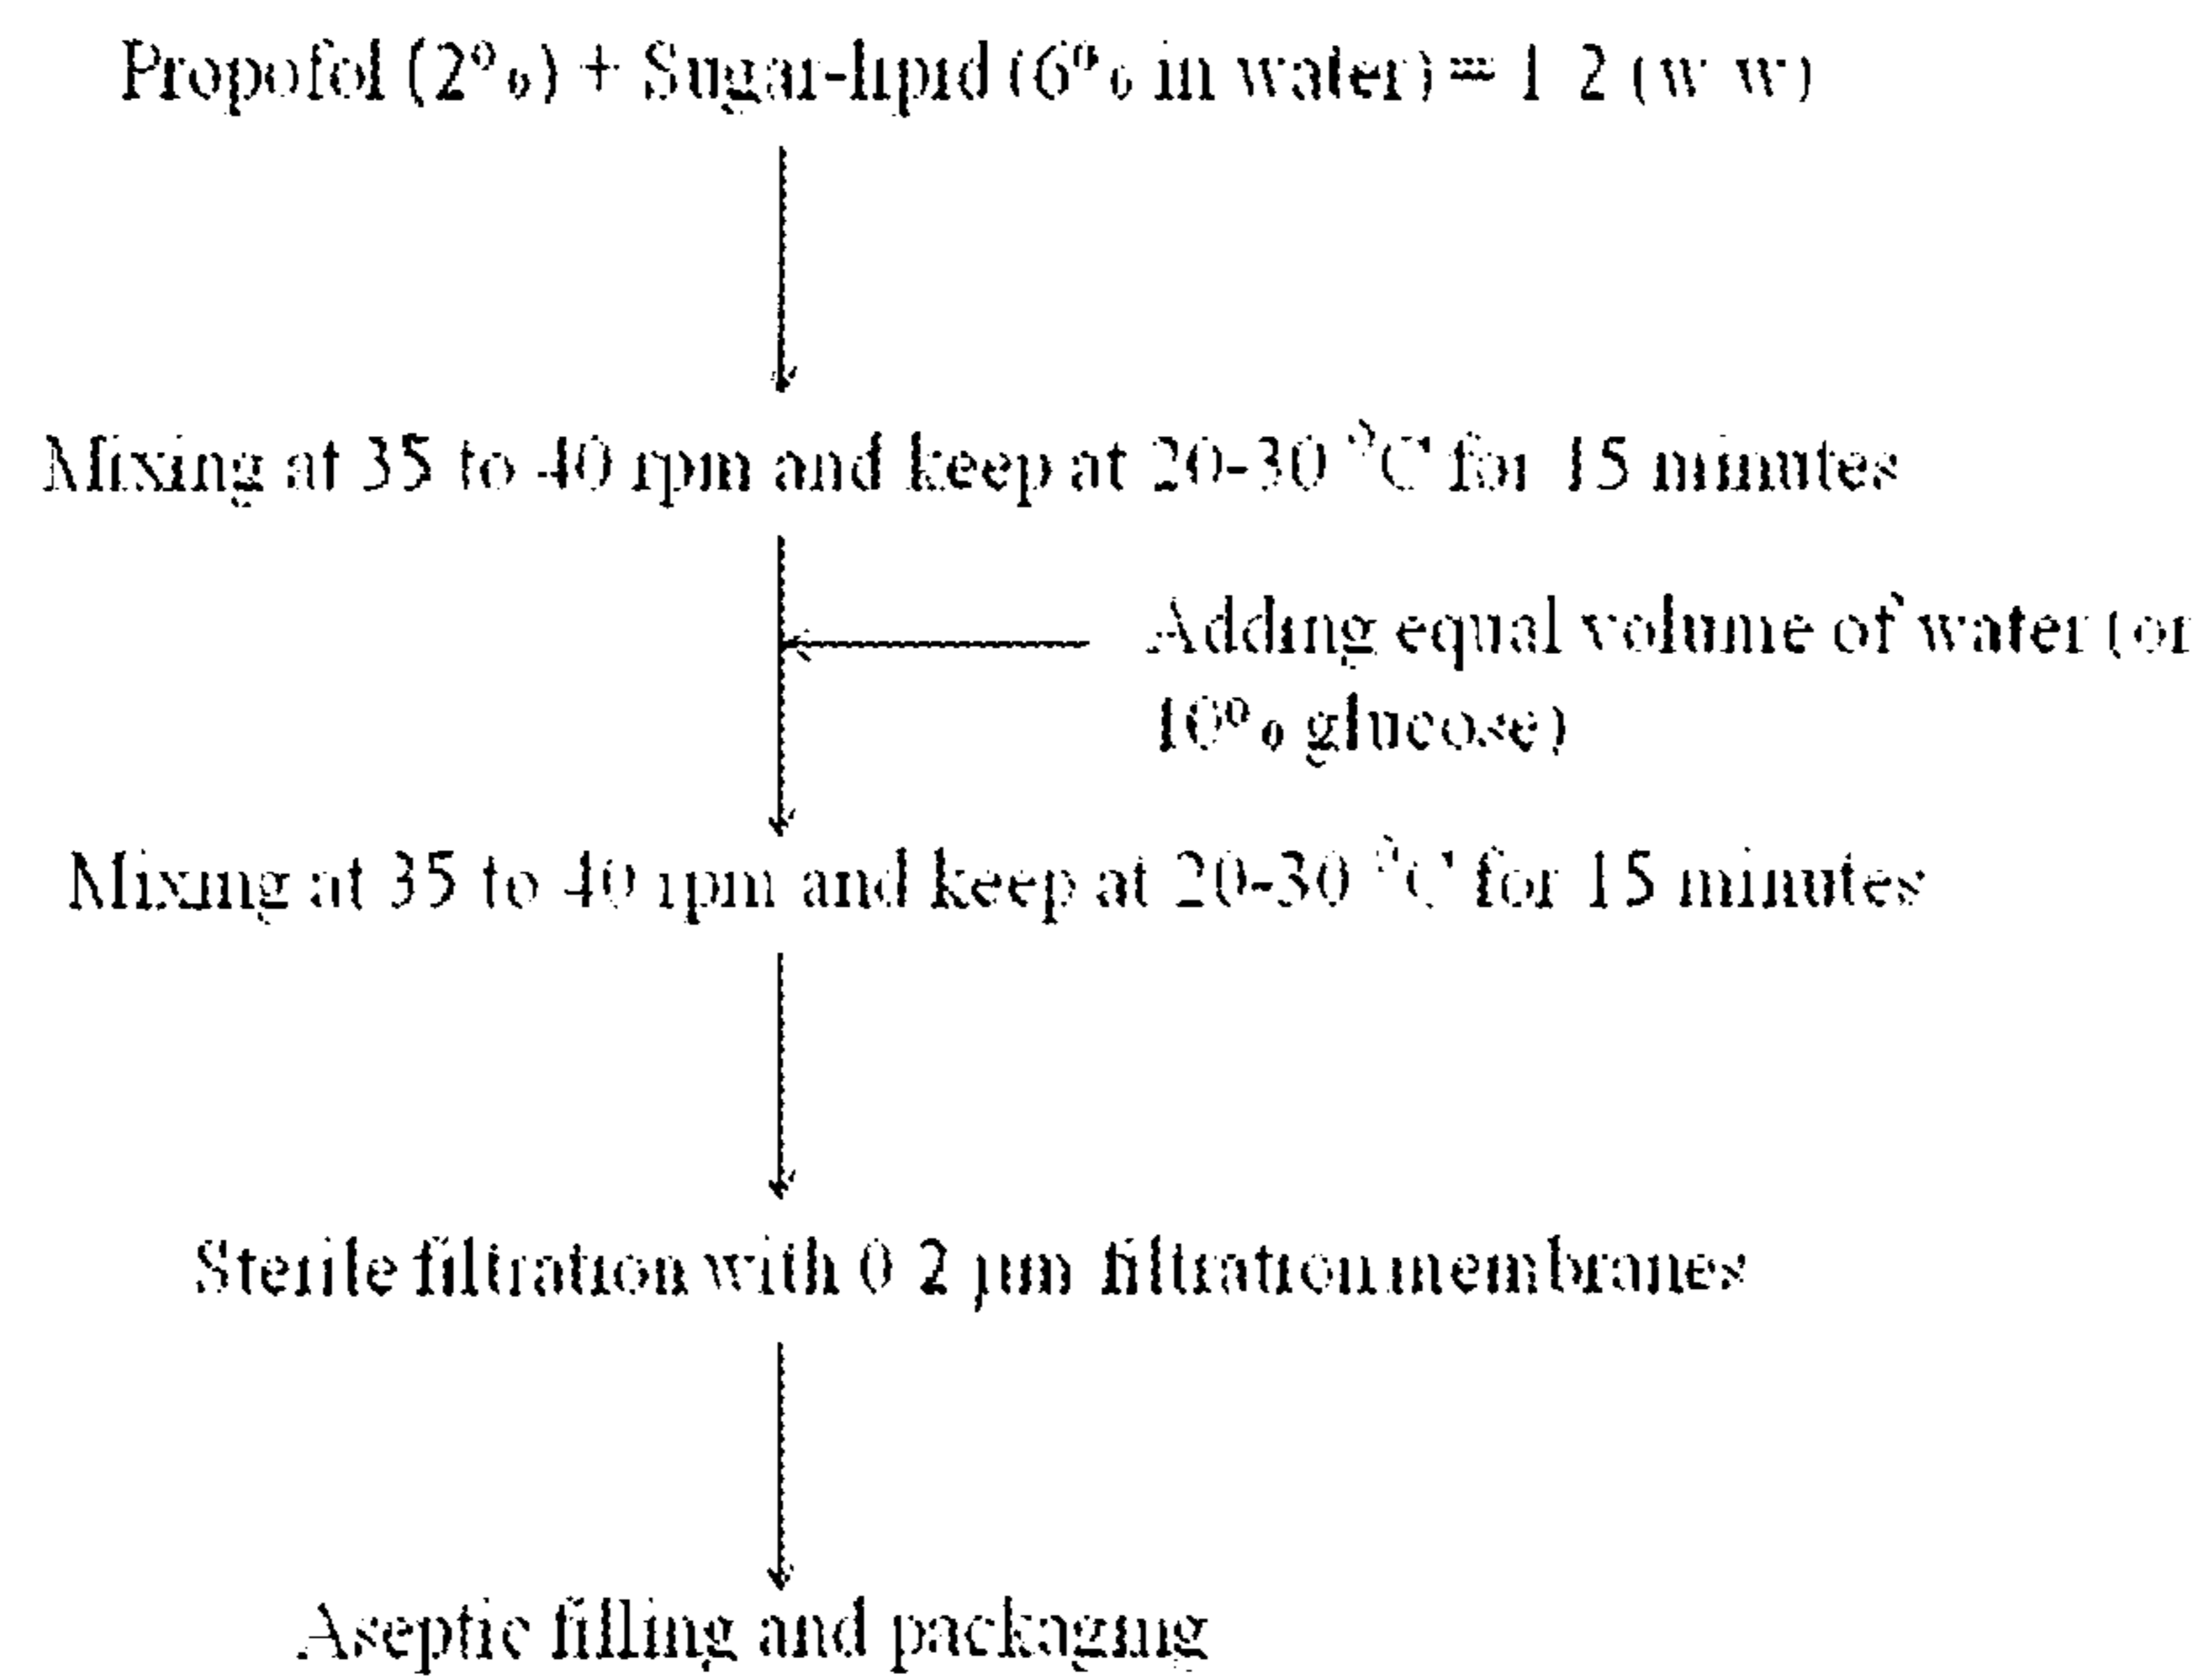 Propofol (2%) + Sugar-lipid (6% in water) = 1 2 (w w)
Mixing at 35 to 40 rpm and keep at 20-30 °C for 15 minutes
Adding equal volume of water (or
10% glucose)
Mixing at 35 to 40 rpm and keep at 20-30 °C for 15 minutes
Sterile filtration with 0 2 µm filtration membranes
Aseptic filling and packaging